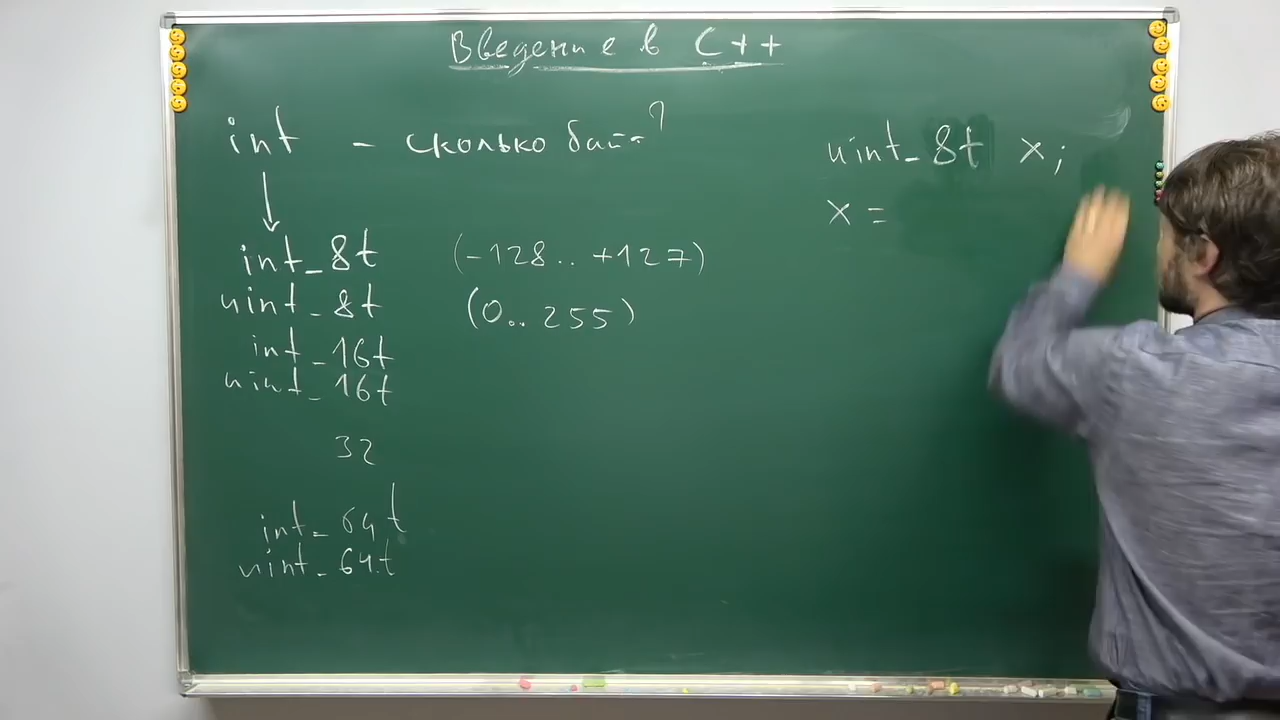 Введение в C++
int - сколько байт?
int_8t (-128.. +127)
uint_8t (0.. 255)
int_16t
uint_16t
32
int_64t
uint_64t
uint_8t x;
x =